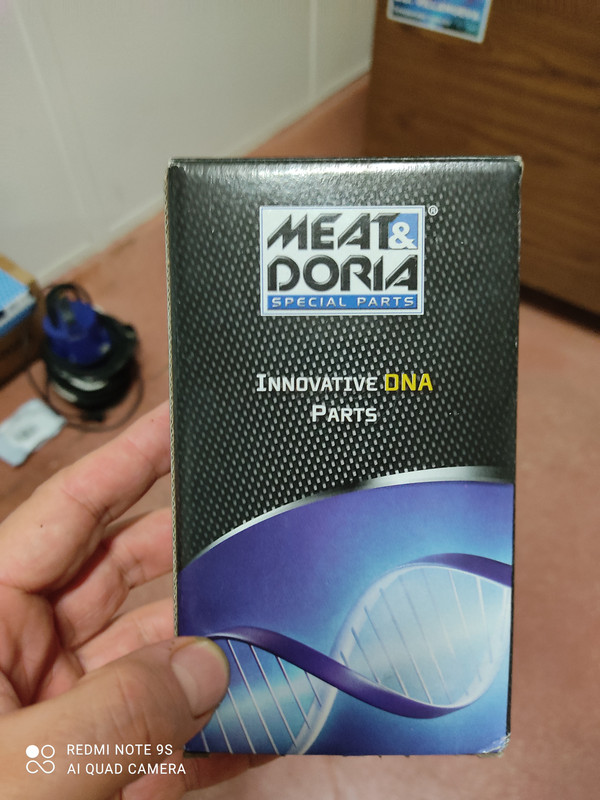 MEAT&
DORIA
®
SPECIAL PARTS
INNOVATIVE DNA
PARTS
REDMI NOTE 9S
AI QUAD CAMERA